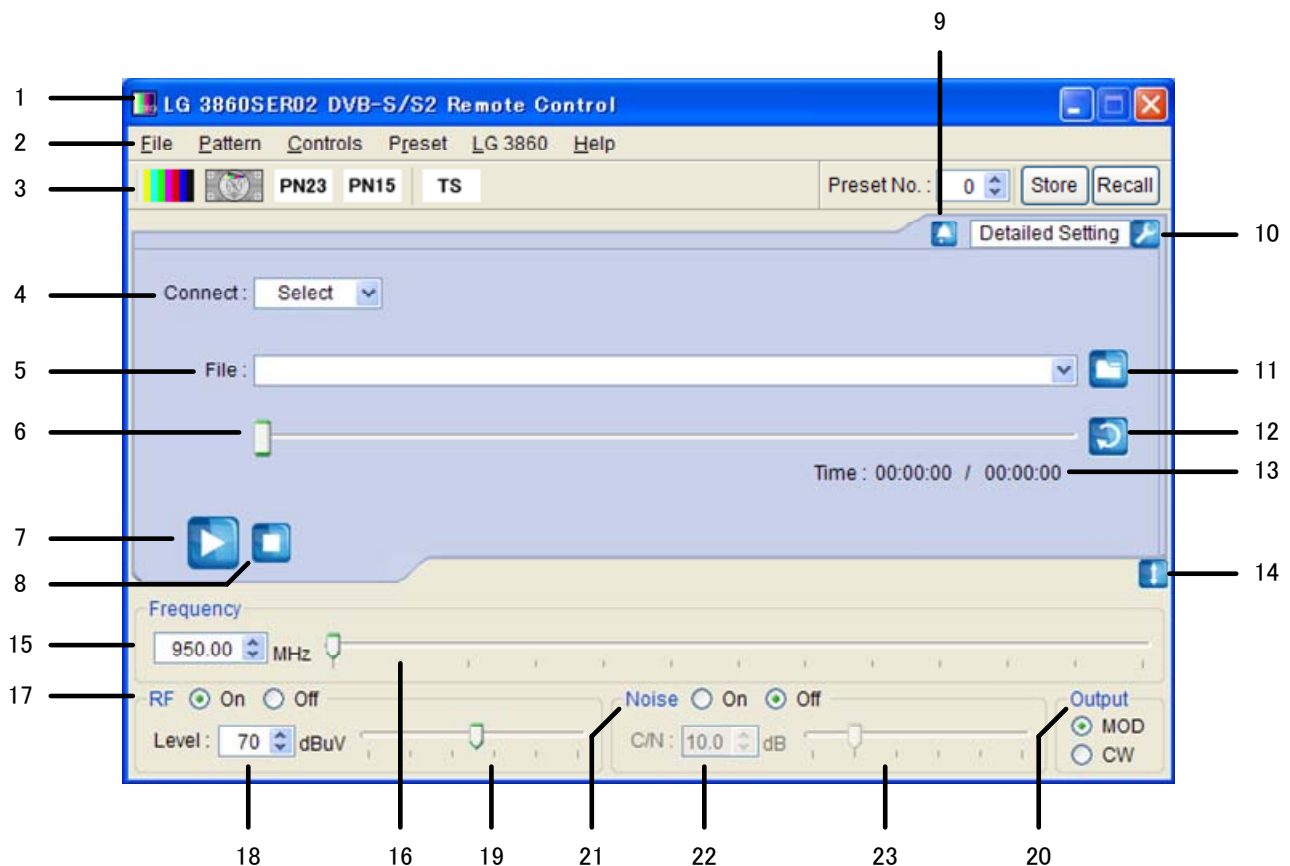 9
1
LG 3860SER02 DVB-S/S2 Remote Control
2
File Pattern Controls Preset LG 3860 Help
3
PN23 PN15 TS
Preset No. : 0 Store Recall
Detailed Setting
10
4
Connect : Select
5
File :
11
6
12
Time : 00:00:00 / 00:00:00
13
7
8
14
Frequency
15
950.00 MHz
17
RF On Off
Noise On Off
Output
Level : 70 dBuV
C/N : 10.0 dB
MOD
CW
18 16 19 21 22 23 20